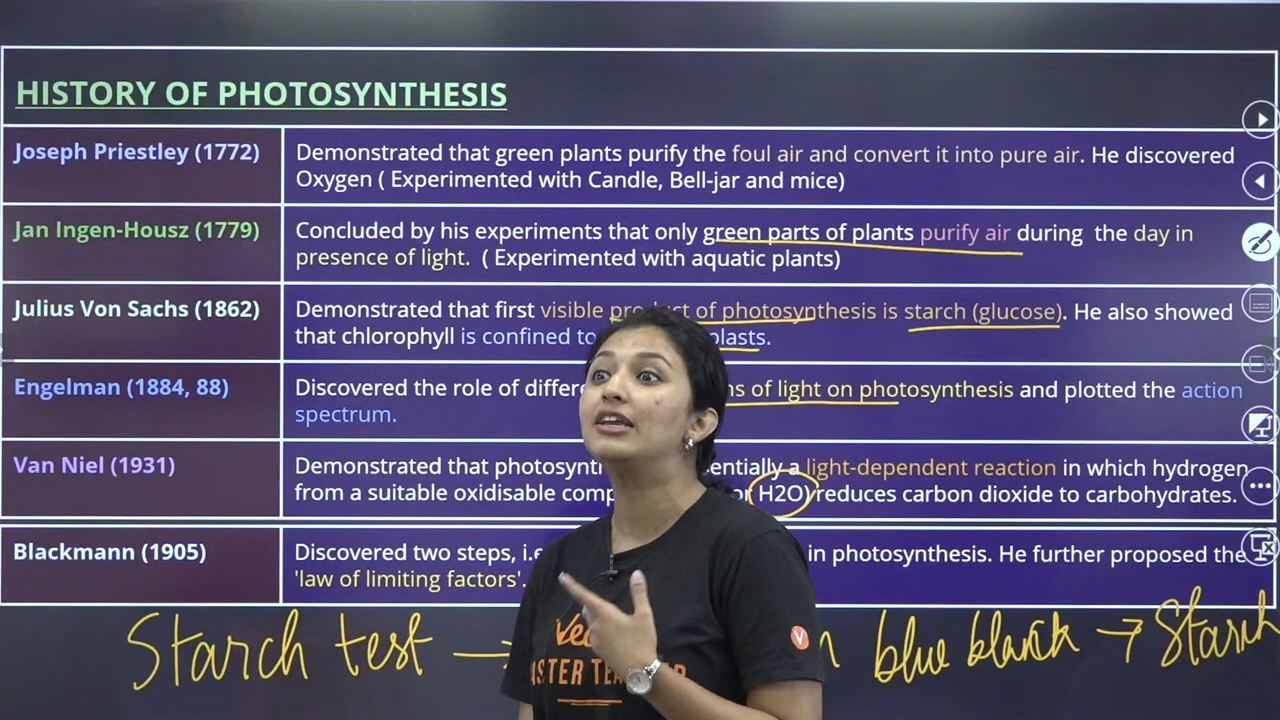 HISTORY OF PHOTOSYNTHESIS
Joseph Priestley (1772)
Demonstrated that green plants purify the foul air and convert it into pure air. He discovered
Oxygen ( Experimented with Candle, Bell-jar and mice)
Jan Ingen-Housz (1779)
Concluded by his experiments that only green parts of plants purify air during the day in
presence of light. ( Experimented with aquatic plants)
Julius Von Sachs (1862)
Demonstrated that first visible product of photosynthesis is starch (glucose). He also showed
that chlorophyll is confined to
Engelman (1884, 88)
Discovered the role of of light on photosynthesis and plotted the action
spectrum.
Van Niel (1931)
Demonstrated that a light-dependent reaction in which hydrogen
from a suitable oxidisable or H2O) reduces carbon dioxide to carbohydrates.
Blackmann (1905)
Discovered two steps, in photosynthesis. He further proposed the
'law of limiting factors'.
Starch test → blue blank → Starch
V